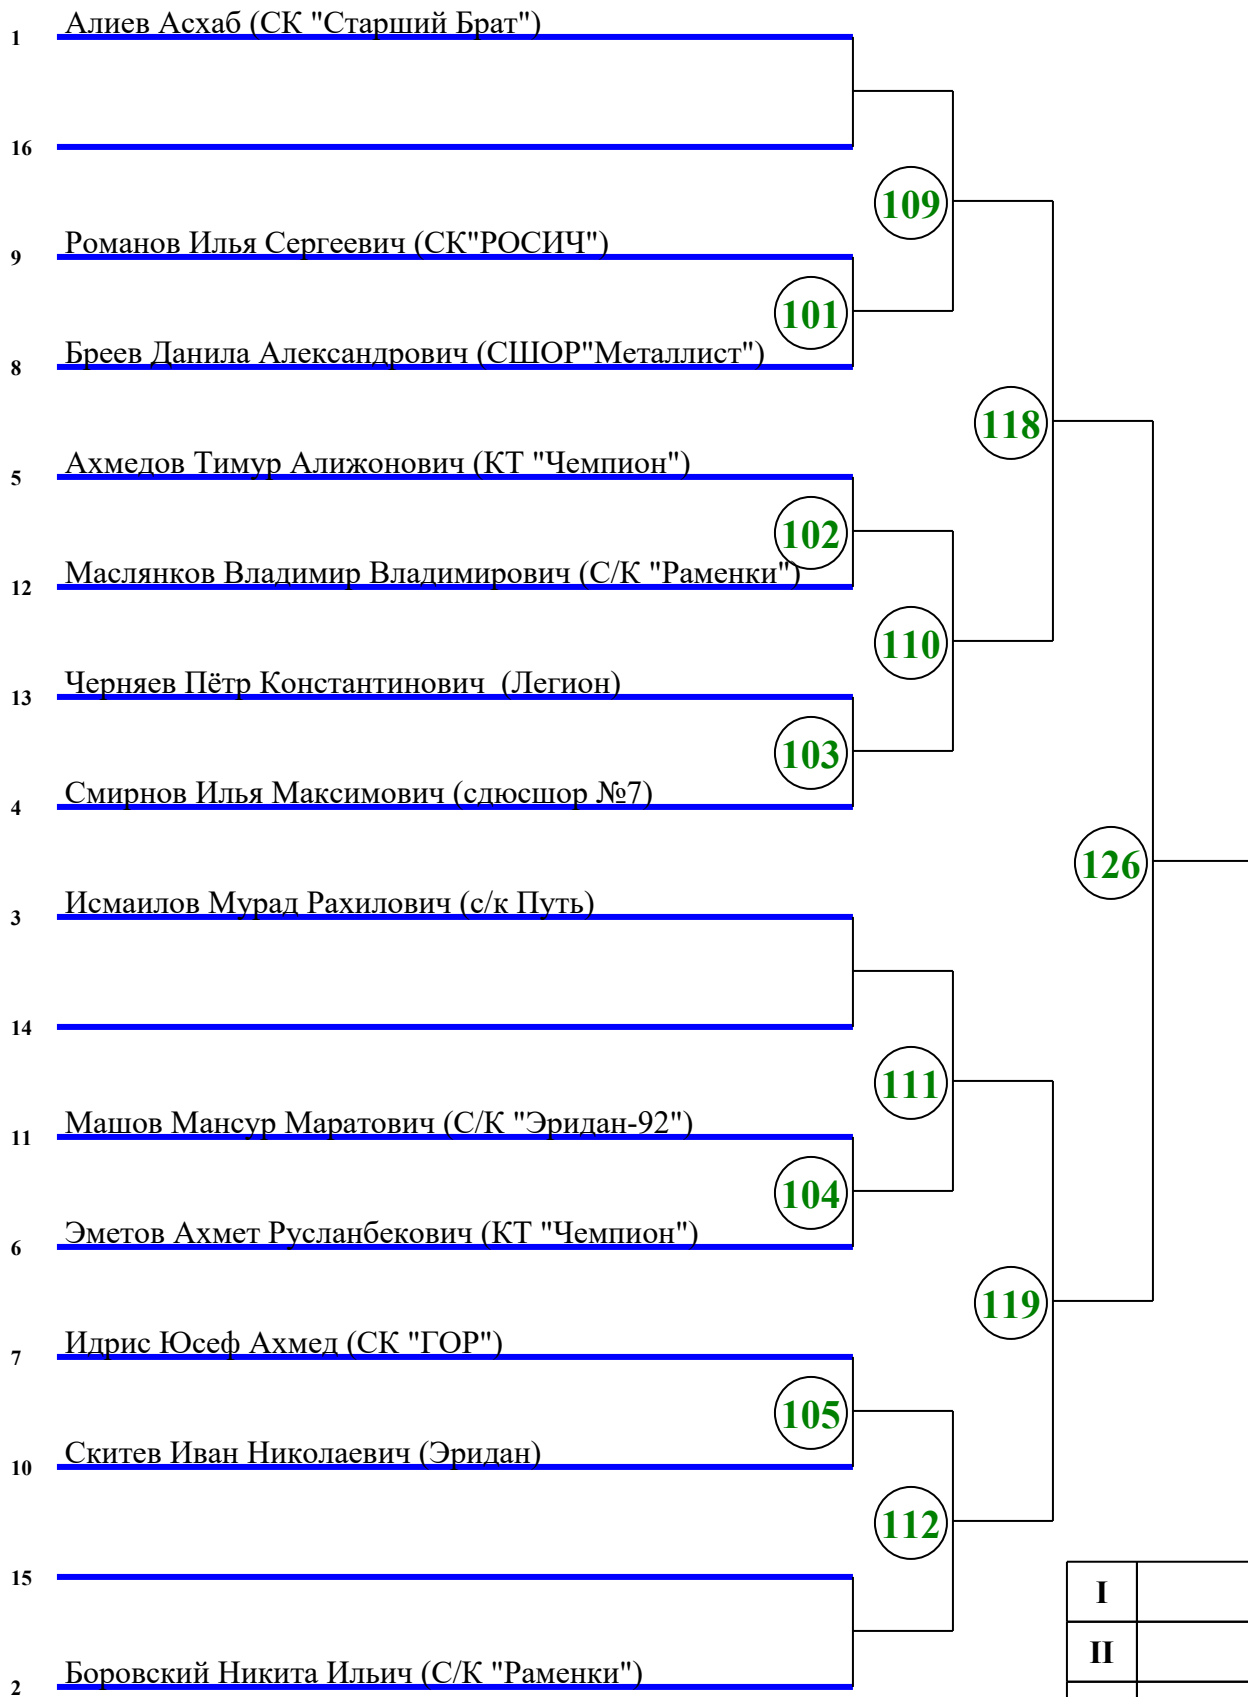 1 Алиев Асхаб (СК "Старший Брат")
16
109
9 Романов Илья Сергеевич (СК"РОСИЧ")
101
8 Бреев Данила Александрович (СШОР"Металлист")
118
5 Ахмедов Тимур Алижонович (КТ "Чемпион")
102
12 Маслянков Владимир Владимирович (С/К "Раменки")
110
13 Черняев Пётр Константинович (Легион)
103
4 Смирнов Илья Максимович (сдюсшор №7)
126
3 Исмаилов Мурад Рахилович (с/к Путь)
14
111
11 Машов Мансур Маратович (С/К "Эридан-92")
104
6 Эметов Ахмет Русланбекович (КТ "Чемпион")
119
7 Идрис Юсеф Ахмед (СК "ГОР")
105
10 Скитев Иван Николаевич (Эридан)
112
15
I
II
2 Боровский Никита Ильич (С/К "Раменки")